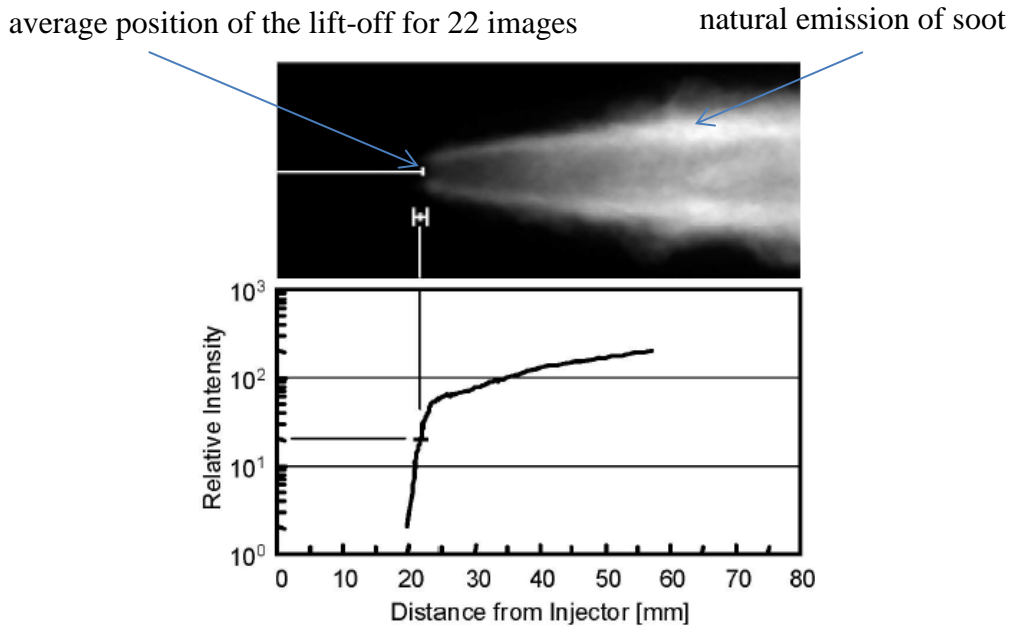 average position of the lift-off for 22 images
natural emission of soot
Relative Intensity
10³
10²
10¹
10⁰
0 10 20 30 40 50 60 70 80
Distance from Injector [mm]